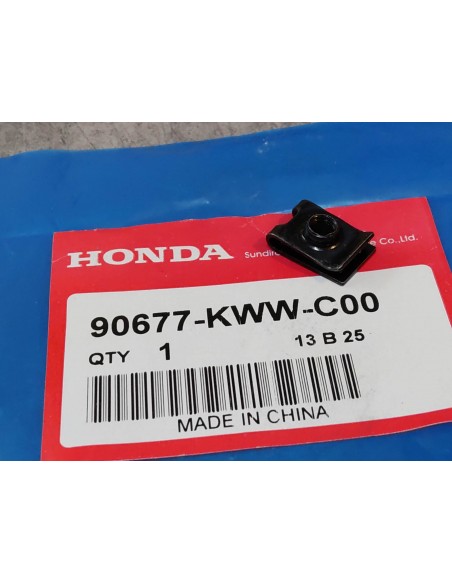 HONDA
Co.,Ltd.
90677-KWW-C00
QTY 1 13 B 25
MADE IN CHINA